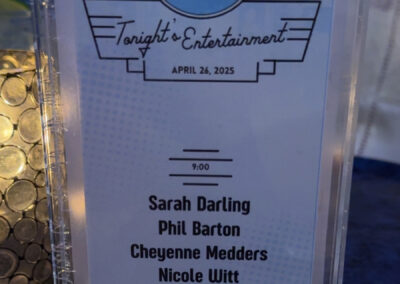 Tonight's Entertainment
APRIL 26, 2025
9:00
Sarah Darling
Phil Barton
Cheyenne Medders
Nicole Witt